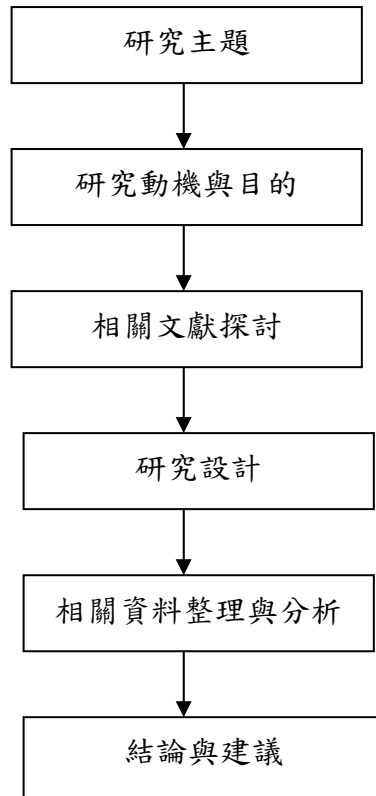 研究主題
研究動機與目的
相關文獻探討
研究設計
相關資料整理與分析
結論與建議